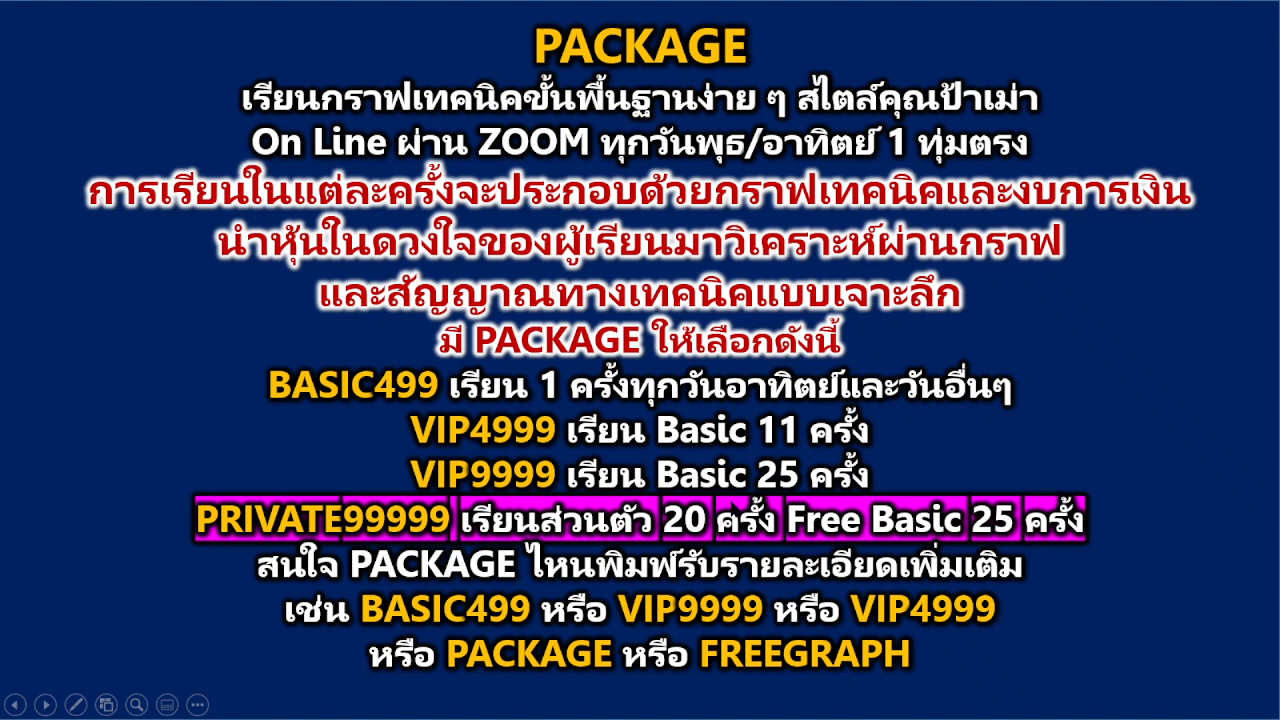 PACKAGE
เรียนกราฟเทคนิคขั้นพื้นฐานง่าย ๆ สไตล์คุณป้าเม่า
On Line ผ่าน ZOOM ทุกวันพุธ/อาทิตย์ 1 ทุ่มตรง
การเรียนในแต่ละครั้งจะประกอบด้วยกราฟเทคนิคและงบการเงิน
นำหุ้นในดวงใจของผู้เรียนมาวิเคราะห์ผ่านกราฟ
และสัญญาณทางเทคนิคแบบเจาะลึก
มี PACKAGE ให้เลือกดังนี้
BASIC499 เรียน 1 ครั้งทุกวันอาทิตย์และวันอื่นๆ
VIP4999 เรียน Basic 11 ครั้ง
VIP9999 เรียน Basic 25 ครั้ง
PRIVATE99999 เรียนส่วนตัว 20 ครั้ง Free Basic 25 ครั้ง
สนใจ PACKAGE ไหนพิมพ์รับรายละเอียดเพิ่มเติม
เช่น BASIC499 หรือ VIP9999 หรือ VIP4999
หรือ PACKAGE หรือ FREEGRAPH